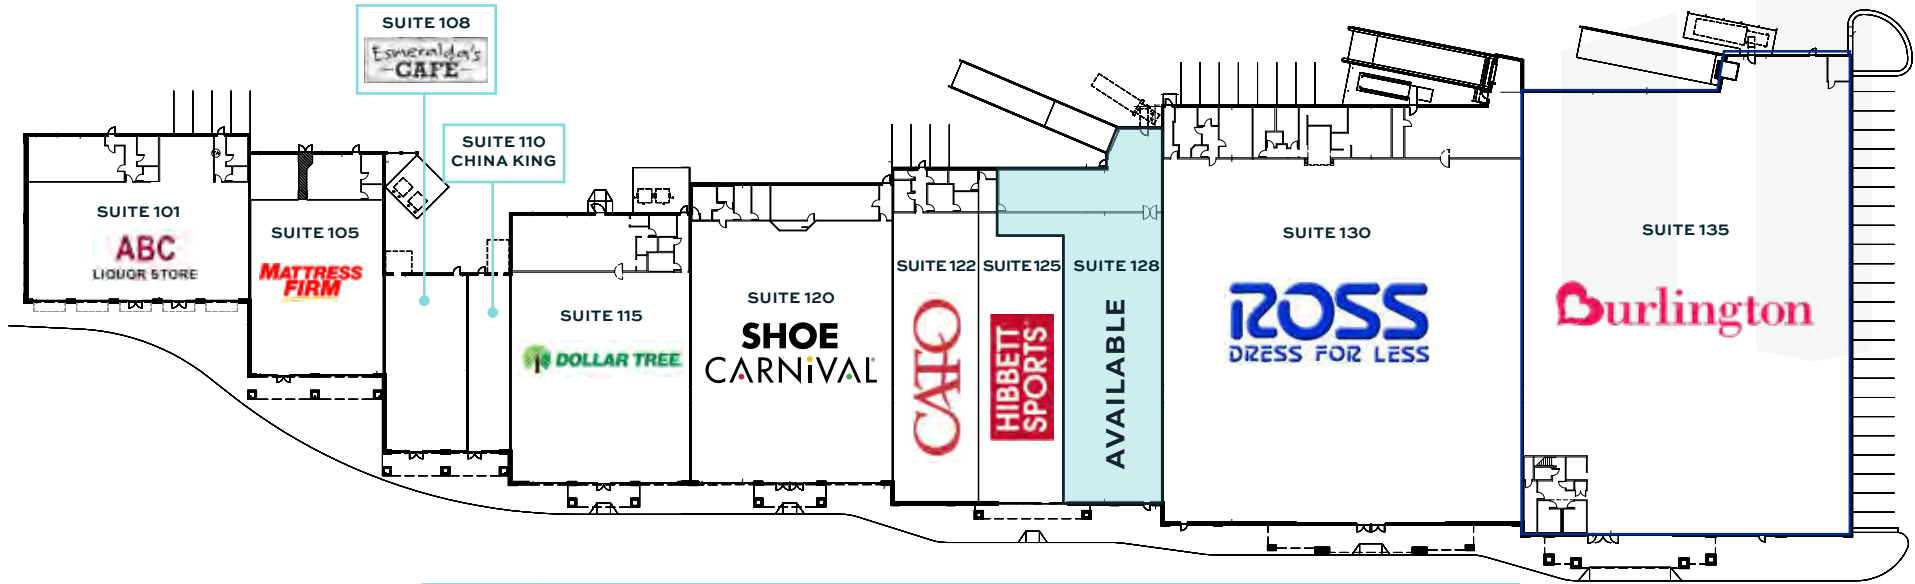 SUITE 108
Esmeralda's
CAFE
SUITE 110
CHINA KING
SUITE 101
ABC
LIQUOR STORE
SUITE 105
MATTRESS
FIRM
SUITE 115
DOLLAR TREE
SUITE 120
SHOE
CARNiVAL
SUITE 122
CATO
SUITE 125
HIBBETT
SPORTS
SUITE 128
AVAILABLE
SUITE 130
ROSS
DRESS FOR LESS
SUITE 135
Burlington